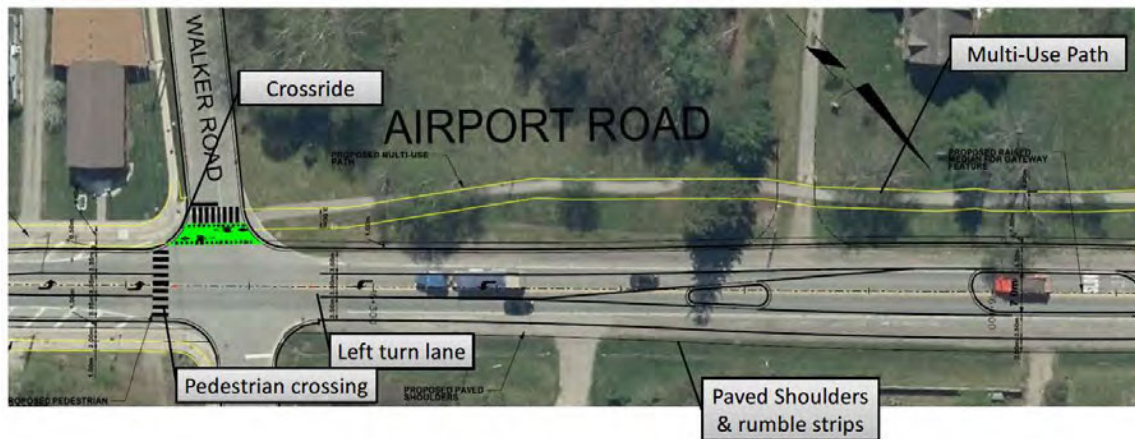 WALKER ROAD
Crossride
AIRPORT ROAD
Multi-Use Path
PROPOSED MULTI-USE
PATH
PROPOSED RAISED
MEDIAN FOR GATEWAY
FEATURE
Left turn lane
Pedestrian crossing
PROPOSED PEDESTRIAN
PROPOSED PAVED
SHOULDERS
Paved Shoulders
& rumble strips